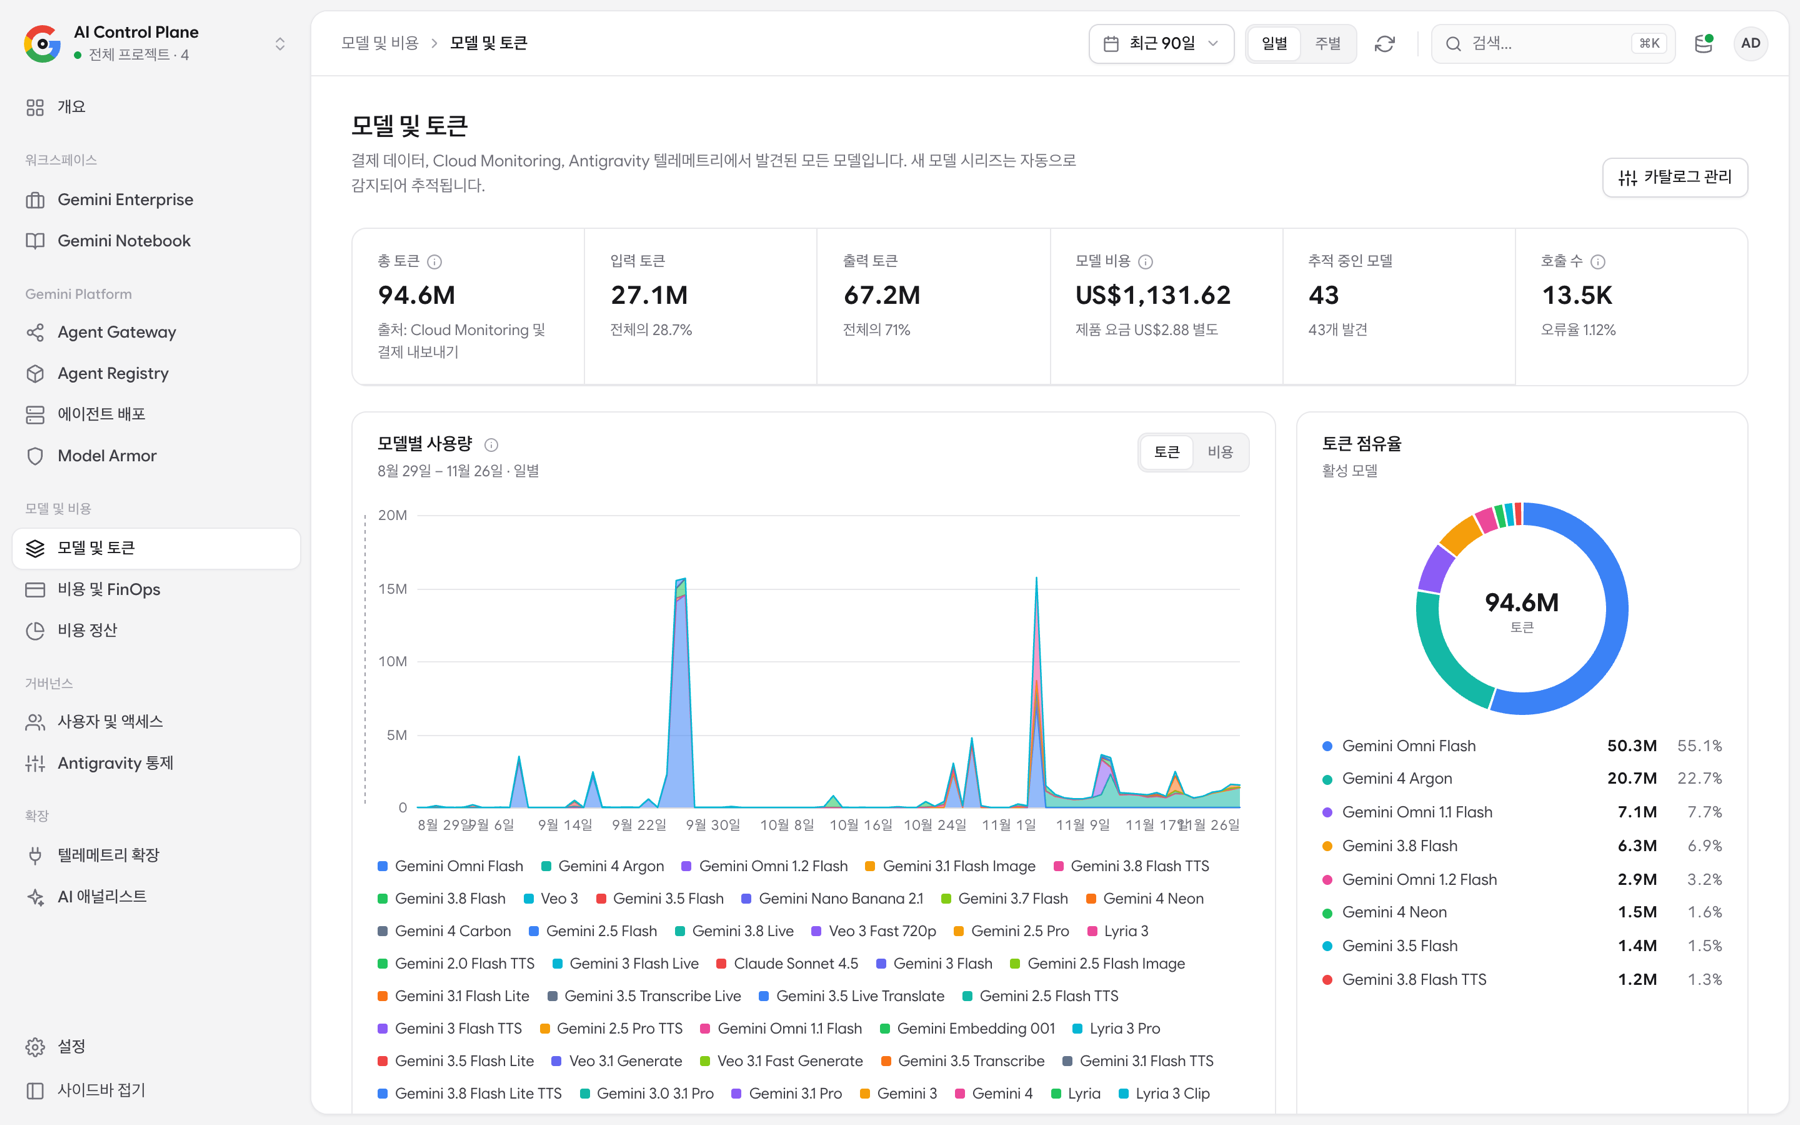 AI Control Plane
전체 프로젝트 · 4
개요
워크스페이스
Gemini Enterprise
Gemini Notebook
Gemini Platform
Agent Gateway
Agent Registry
에이전트 배포
Model Armor
모델 및 비용
모델 및 토큰
비용 및 FinOps
비용 정산
거버넌스
사용자 및 액세스
Antigravity 통제
확장
텔레메트리 확장
AI 애널리스트
설정
사이드바 접기
모델 및 비용 > 모델 및 토큰
최근 90일
일별 주별
검색... ⌘K
AD
모델 및 토큰
결제 데이터, Cloud Monitoring, Antigravity 텔레메트리에서 발견된 모든 모델입니다. 새 모델 시리즈는 자동으로
감지되어 추적됩니다.
카탈로그 관리
총 토큰
94.6M
출처: Cloud Monitoring 및
결제 내보내기
입력 토큰
27.1M
전체의 28.7%
출력 토큰
67.2M
전체의 71%
모델 비용
US$1,131.62
제품 요금 US$2.88 별도
추적 중인 모델
43
43개 발견
호출 수
13.5K
오류율 1.12%
모델별 사용량
8월 29일 – 11월 26일 · 일별
토큰 비용
20M
15M
10M
5M
0
8월 29일 9월 6일 9월 14일 9월 22일 9월 30일 10월 8일 10월 16일 10월 24일 11월 1일 11월 9일 11월 17일 11월 26일
Gemini Omni Flash Gemini 4 Argon Gemini Omni 1.2 Flash Gemini 3.1 Flash Image Gemini 3.8 Flash TTS
Gemini 3.8 Flash Veo 3 Gemini 3.5 Flash Gemini Nano Banana 2.1 Gemini 3.7 Flash Gemini 4 Neon
Gemini 4 Carbon Gemini 2.5 Flash Gemini 3.8 Live Veo 3 Fast 720p Gemini 2.5 Pro Lyria 3
Gemini 2.0 Flash TTS Gemini 3 Flash Live Claude Sonnet 4.5 Gemini 3 Flash Gemini 2.5 Flash Image
Gemini 3.1 Flash Lite Gemini 3.5 Transcribe Live Gemini 3.5 Live Translate Gemini 2.5 Flash TTS
Gemini 3 Flash TTS Gemini 2.5 Pro TTS Gemini Omni 1.1 Flash Gemini Embedding 001 Lyria 3 Pro
Gemini 3.5 Flash Lite Veo 3.1 Generate Veo 3.1 Fast Generate Gemini 3.5 Transcribe Gemini 3.1 Flash TTS
Gemini 3.8 Flash Lite TTS Gemini 3.0 3.1 Pro Gemini 3.1 Pro Gemini 3 Gemini 4 Lyria Lyria 3 Clip
토큰 점유율
활성 모델
94.6M
토큰
Gemini Omni Flash 50.3M 55.1%
Gemini 4 Argon 20.7M 22.7%
Gemini Omni 1.1 Flash 7.1M 7.7%
Gemini 3.8 Flash 6.3M 6.9%
Gemini Omni 1.2 Flash 2.9M 3.2%
Gemini 4 Neon 1.5M 1.6%
Gemini 3.5 Flash 1.4M 1.5%
Gemini 3.8 Flash TTS 1.2M 1.3%